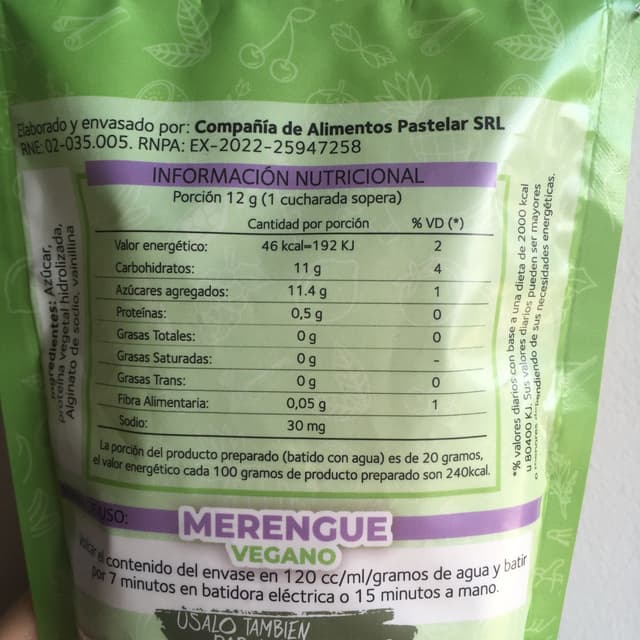 Elaborado y envasado por: Compañía de Alimentos Pastelar SRL
RNE: 02-035.005. RNPA: EX-2022-25947258
INFORMACIÓN NUTRICIONAL
Porción 12 g (1 cucharada sopera)
Cantidad por porción % VD (*)
Valor energético: 46 kcal=192 KJ 2
Carbohidratos: 11 g 4
Azúcares agregados: 11.4 g 1
Proteínas: 0,5 g 0
Grasas Totales: 0 g 0
Grasas Saturadas: 0 g -
Grasas Trans: 0 g 0
Fibra Alimentaria: 0,05 g 1
Sodio: 30 mg
La porción del producto preparado (batido con agua) es de 20 gramos,
el valor energético cada 100 gramos de producto preparado son 240kcal.
Ingredientes: Azúcar,
proteína vegetal hidrolizada,
Alginato de sodio, vainillina
*% valores diarios con base a una dieta de 2000 kcal
u 80400 KJ. Sus valores diarios pueden ser mayores
de sus necesidades energéticas.
USO:
MERENGUE
VEGANO
el contenido del envase en 120 cc/ml/gramos de agua y batir
por 7 minutos en batidora eléctrica o 15 minutos a mano.
USALO TAMBIEN